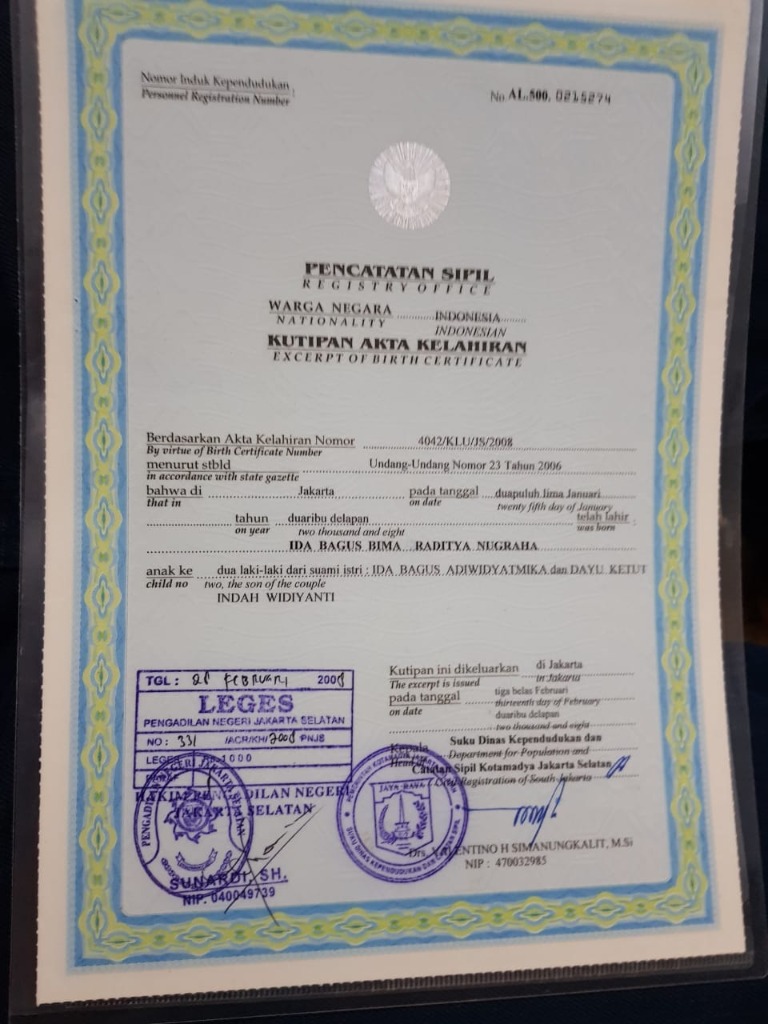 Nomor Induk Kependudukan :
Personnel Registration Number
No. AL.500. 0215274
PENCATATAN SIPIL
REGISTRY OFFICE
WARGA NEGARA ........... INDONESIA........
NATIONALITY INDONESIAN
KUTIPAN AKTA KELAHIRAN
EXCERPT OF BIRTH CERTIFICATE
Berdasarkan Akta Kelahiran Nomor 4042/KLU/JS/2008
By virtue of Birth Certificate Number
menurut stbld Undang-Undang Nomor 23 Tahun 2006
in accordance with state gazette
bahwa di Jakarta pada tanggal duapuluh lima Januari
that in on date twenty fifth day of January
tahun duaribu delapan telah lahir :
on year two thousand and eight was born
IDA BAGUS BIMA RADITYA NUGRAHA
anak ke dua laki-laki dari suami istri : IDA BAGUS ADIWIDYATMIKA dan DAYU KETUT
child no two, the son of the couple
INDAH WIDIYANTI
Kutipan ini dikeluarkan di Jakarta
The excerpt is issued in Jakarta
pada tanggal tiga belas Februari
on date thirteenth day of February
duaribu delapan
two thousand and eight
Kepala Suku Dinas Kependudukan dan
Head of Department for Population and
Catatan Sipil Kotamadya Jakarta Selatan
Civil Registration of South Jakarta
Drs. VALENTINO H SIMANUNGKALIT, M.Si
NIP : 470032985
TGL : FEBRUARI 2008
LEGES
PENGADILAN NEGERI JAKARTA SELATAN
NO : 331 /ACR/KH/2008 PNJS
LEGES 1000
HAKIM PENGADILAN NEGERI
JAKARTA SELATAN
SUNARDI, SH.
NIP. 040049739
JAYA RAYA
SUKU DINAS KEPENDUDUKAN DAN CATATAN SIPIL